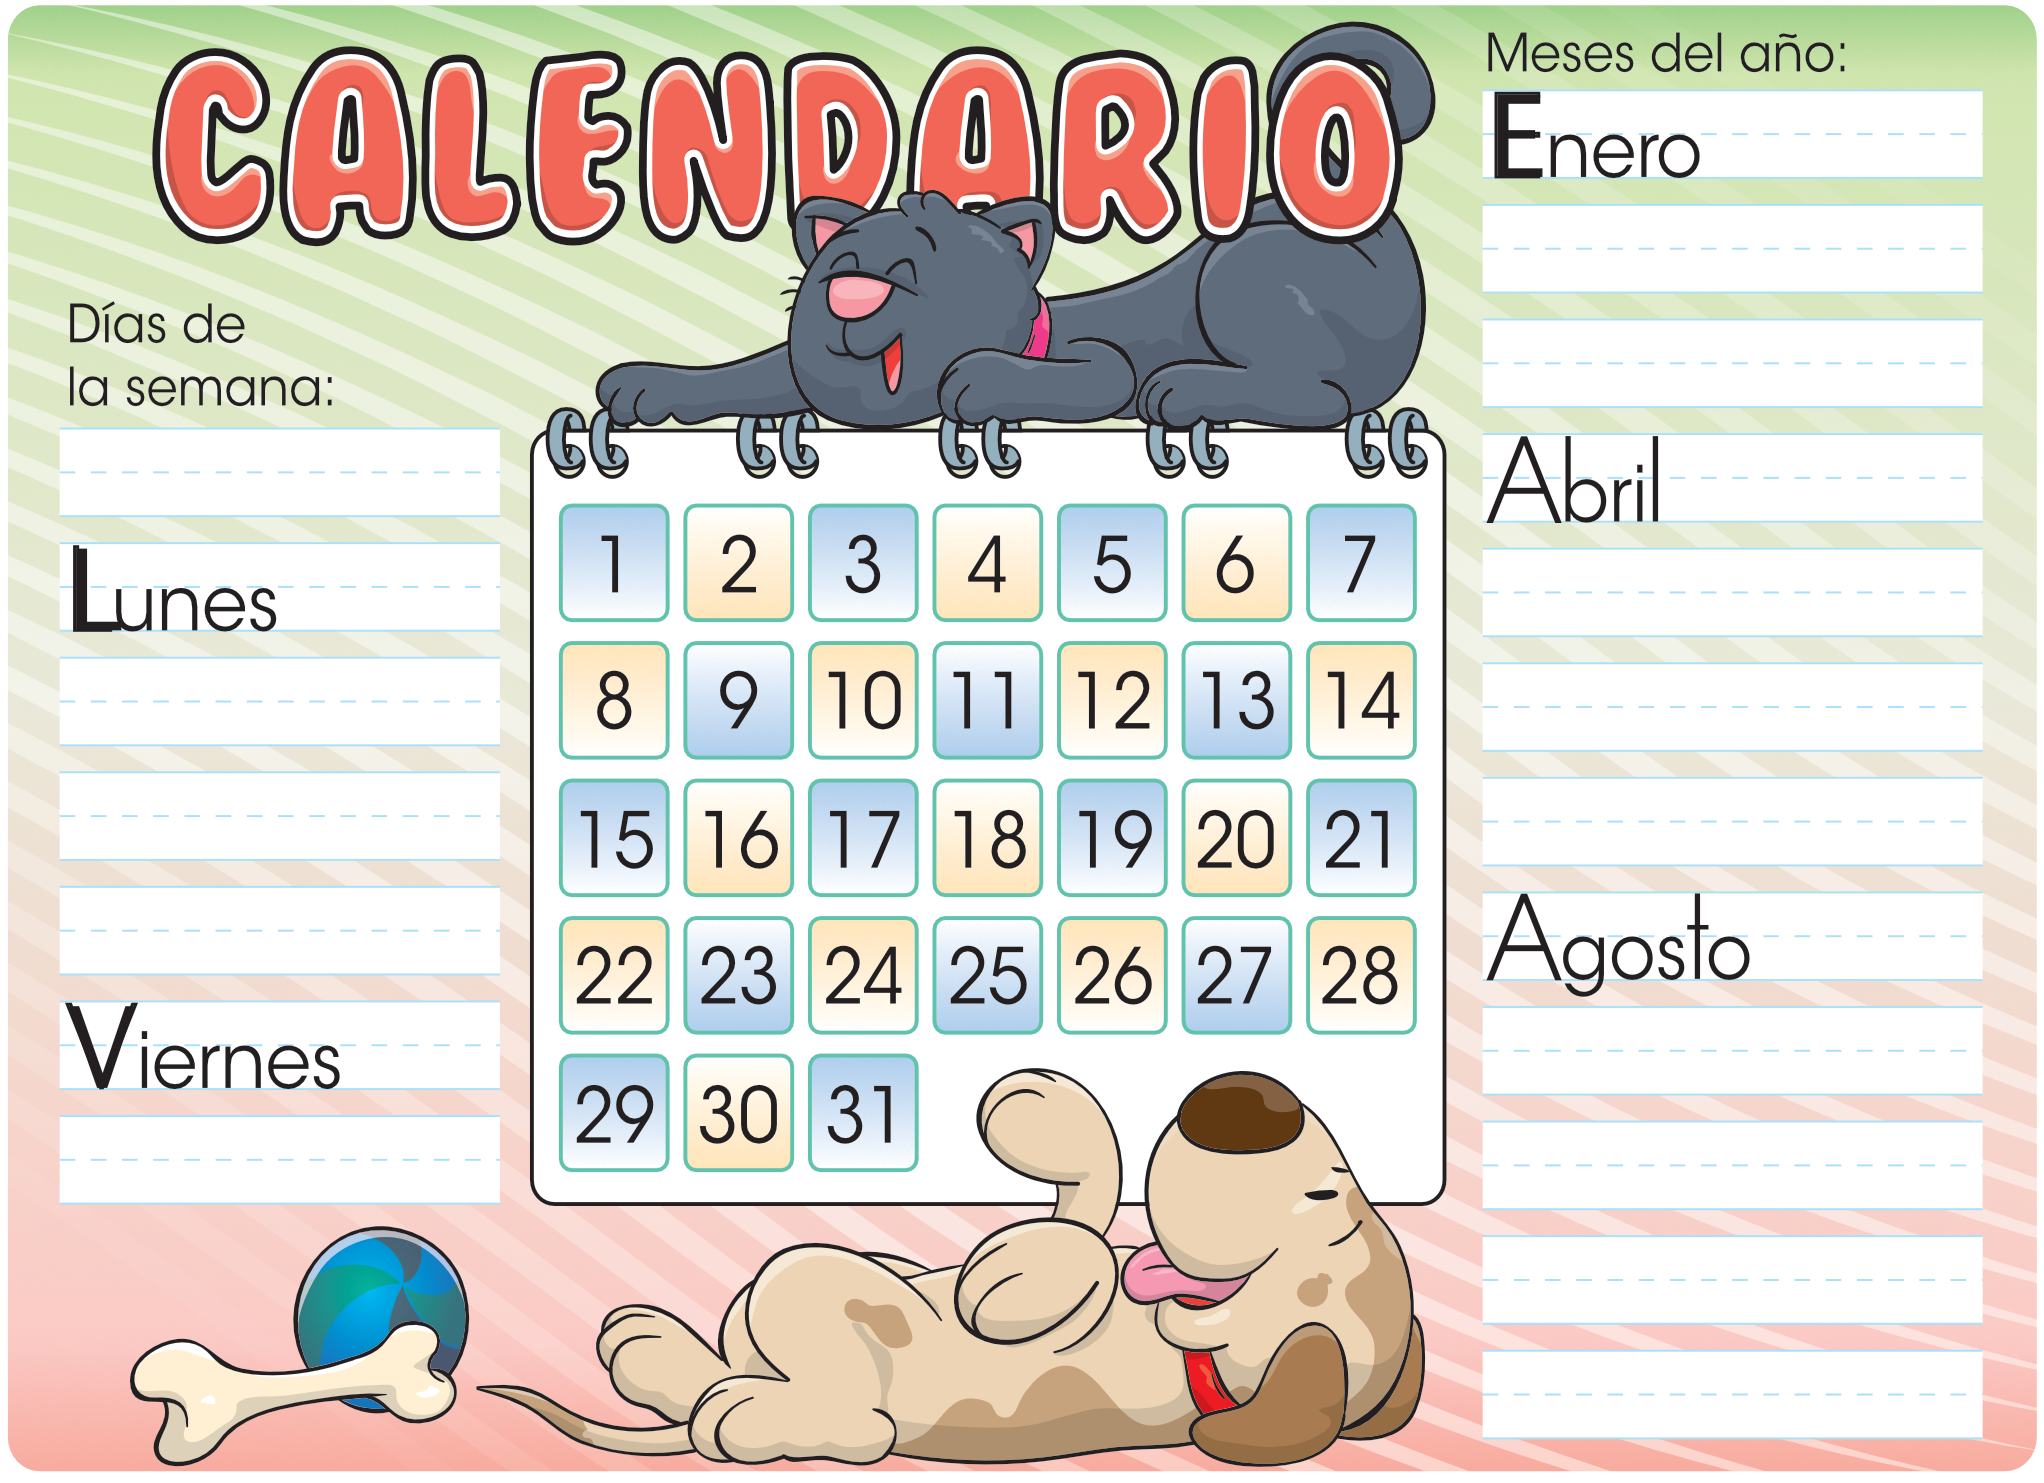 CALENDARIO
Días de
la semana:
Lunes
Viernes
1 2 3 4 5 6 7
8 9 10 11 12 13 14
15 16 17 18 19 20 21
22 23 24 25 26 27 28
29 30 31
Meses del año:
Enero
Abril
Agosto